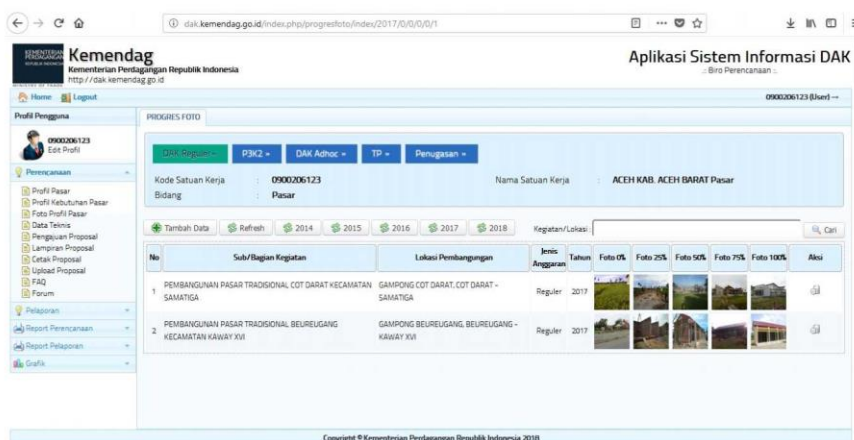 dak.kemendag.go.id/index.php/progresfoto/index/2017/0/0/0/0/1
KEMENTERIAN PERDAGANGAN
REPUBLIK INDONESIA
MINISTRY OF TRADE
Kemendag
Kementerian Perdagangan Republik Indonesia
http://dak.kemendag.go.id
Aplikasi Sistem Informasi DAK
.: Biro Perencanaan :.
Home Logout
0900206123 (User) --
Profil Pengguna
0900206123
Edit Profil
Perencanaan
Profil Pasar
Profil Kebutuhan Pasar
Foto Profil Pasar
Data Teknis
Pengajuan Proposal
Lampiran Proposal
Cetak Proposal
Upload Proposal
FAQ
Forum
Pelaporan
Report Perencanaan
Report Pelaporan
Grafik
PROGRES FOTO
DAK Reguler » P3K2 » DAK Adhoc » TP » Penugasan »
Kode Satuan Kerja : 0900206123 Nama Satuan Kerja : ACEH KAB. ACEH BARAT Pasar
Bidang : Pasar
Tambah Data Refresh 2014 2015 2016 2017 2018 Kegiatan/Lokasi : Cari
No Sub/Bagian Kegiatan Lokasi Pembangungan Jenis Anggaran Tahun Foto 0% Foto 25% Foto 50% Foto 75% Foto 100% Aksi
1 PEMBANGUNAN PASAR TRADISIONAL COT DARAT KECAMATAN SAMATIGA GAMPONG COT DARAT, COT DARAT - SAMATIGA Reguler 2017
2 PEMBANGUNAN PASAR TRADISIONAL BEUREUGANG KECAMATAN KAWAY XVI GAMPONG BEUREUGANG, BEUREUGANG - KAWAY XVI Reguler 2017
Copyright © Kementerian Perdagangan Republik Indonesia 2018